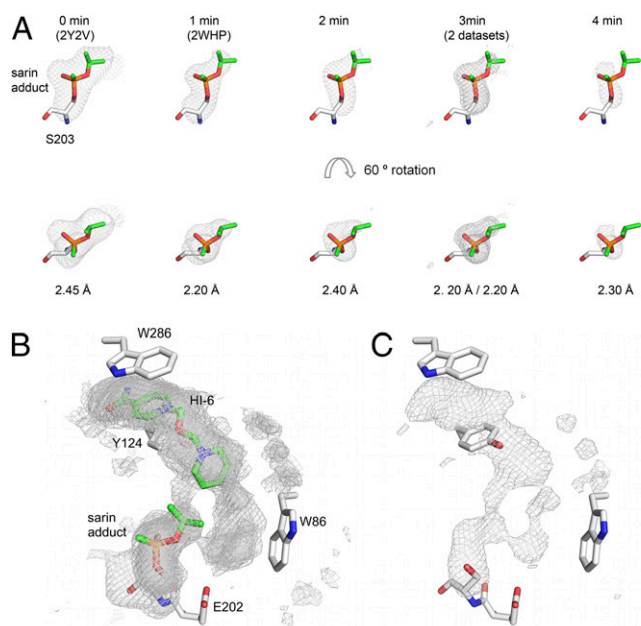 A
0 min
(2Y2V)
1 min
(2WHP)
2 min
3min
(2 datasets)
4 min
sarin
adduct
S203
60 º rotation
2.45 Å
2.20 Å
2.40 Å
2. 20 Å / 2.20 Å
2.30 Å
B
W286
HI-6
Y124
sarin
adduct
W86
E202
C